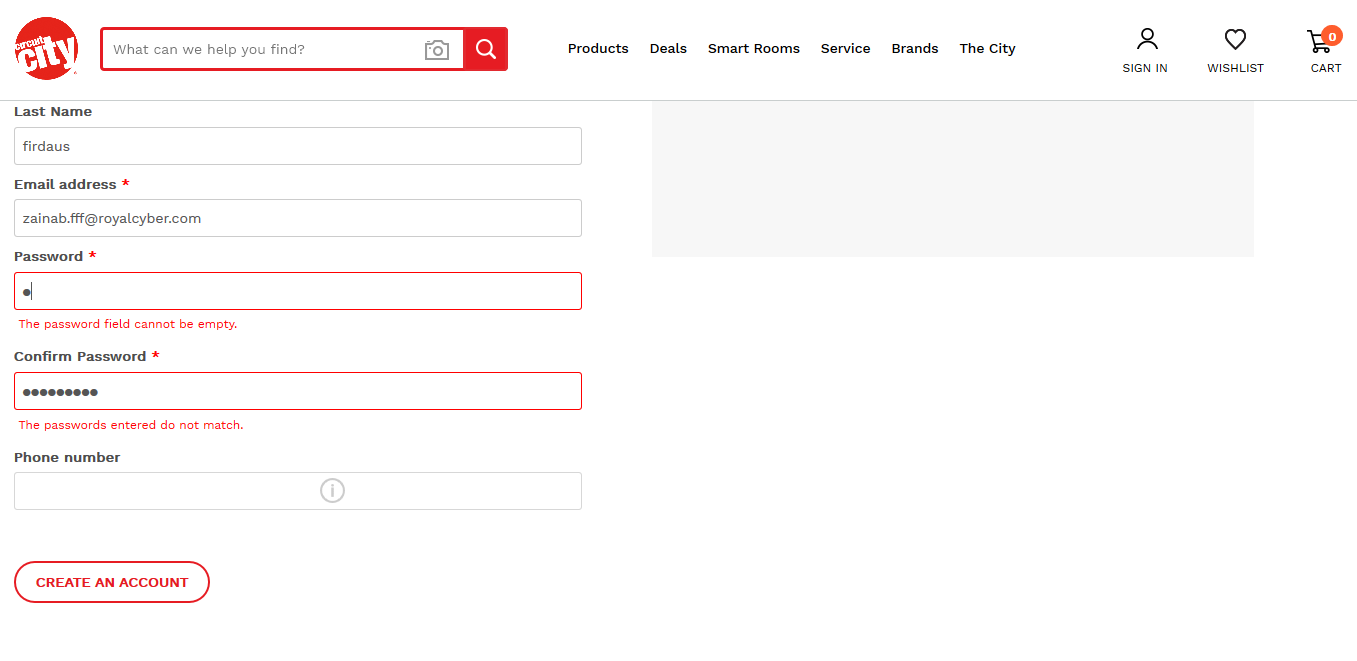 circuit
city
What can we help you find?
Products Deals Smart Rooms Service Brands The City
SIGN IN
WISHLIST
0
CART
Last Name
firdaus
Email address *
zainab.fff@royalcyber.com
Password *
●
The password field cannot be empty.
Confirm Password *
●●●●●●●●●
The passwords entered do not match.
Phone number
i
CREATE AN ACCOUNT